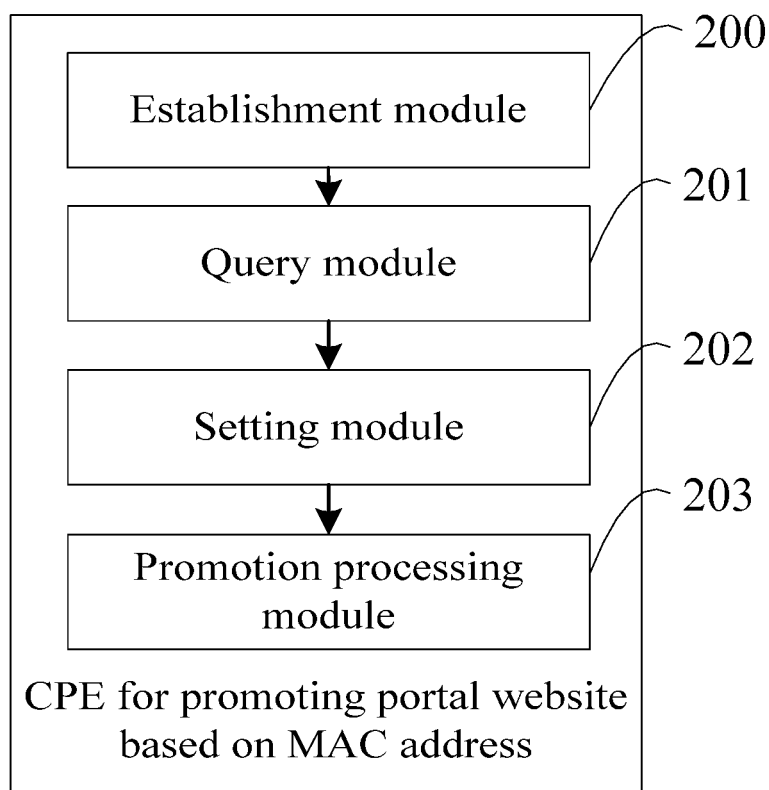 200
Establishment module
201
Query module
202
Setting module
203
Promotion processing
module
CPE for promoting portal website
based on MAC address